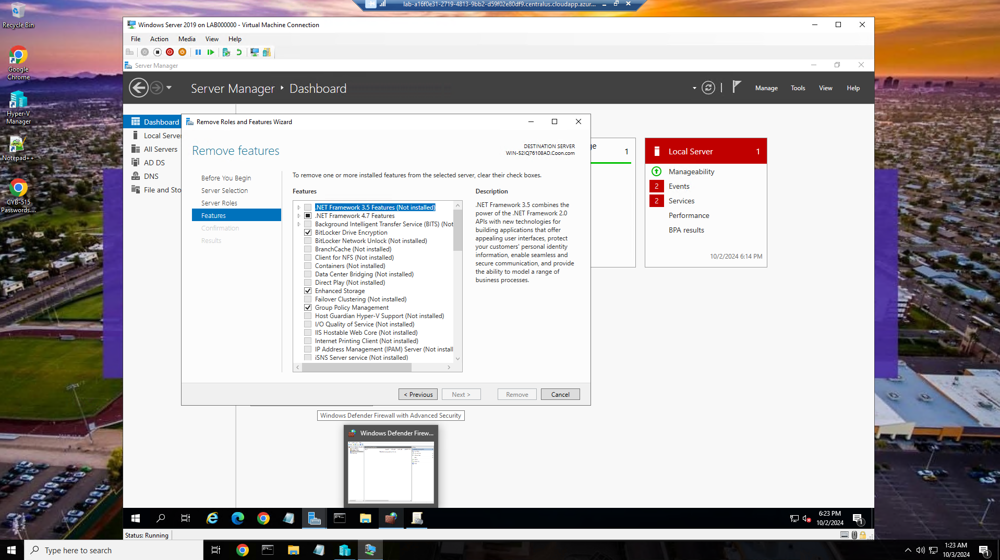 Recycle Bin
Google
Chrome
Hyper-V
Manager
Notepad++
CYB-515
Passwords....
lab-a16f0e31-2719-4813-9bb2-d59f02e80df9.centralus.cloudapp.azur...
Windows Server 2019 on LAB000000 - Virtual Machine Connection
File Action Media View Help
Server Manager
Server Manager ‣ Dashboard
Manage Tools View Help
Dashboard
Local Server
All Servers
AD DS
DNS
File and Sto
Remove Roles and Features Wizard
Remove features
DESTINATION SERVER
WIN-52IQ76108AD.Coon.com
Before You Begin
Server Selection
Server Roles
Features
Confirmation
Results
To remove one or more installed features from the selected server, clear their check boxes.
Features
.NET Framework 3.5 Features (Not installed)
.NET Framework 4.7 Features
Background Intelligent Transfer Service (BITS) (Not
BitLocker Drive Encryption
BitLocker Network Unlock (Not installed)
BranchCache (Not installed)
Client for NFS (Not installed)
Containers (Not installed)
Data Center Bridging (Not installed)
Direct Play (Not installed)
Enhanced Storage
Failover Clustering (Not installed)
Group Policy Management
Host Guardian Hyper-V Support (Not installed)
I/O Quality of Service (Not installed)
IIS Hostable Web Core (Not installed)
Internet Printing Client (Not installed)
IP Address Management (IPAM) Server (Not install
iSNS Server service (Not installed)
Description
.NET Framework 3.5 combines the
power of the .NET Framework 2.0
APIs with new technologies for
building applications that offer
appealing user interfaces, protect
your customers' personal identity
information, enable seamless and
secure communication, and provide
the ability to model a range of
business processes.
< Previous Next > Remove Cancel
ge 1
Local Server 1
Manageability
2 Events
2 Services
Performance
BPA results
10/2/2024 6:14 PM
Windows Defender Firewall with Advanced Security
Windows Defender Firew...
6:23 PM
10/2/2024
1
Status: Running
Type here to search
1:23 AM
10/3/2024
1